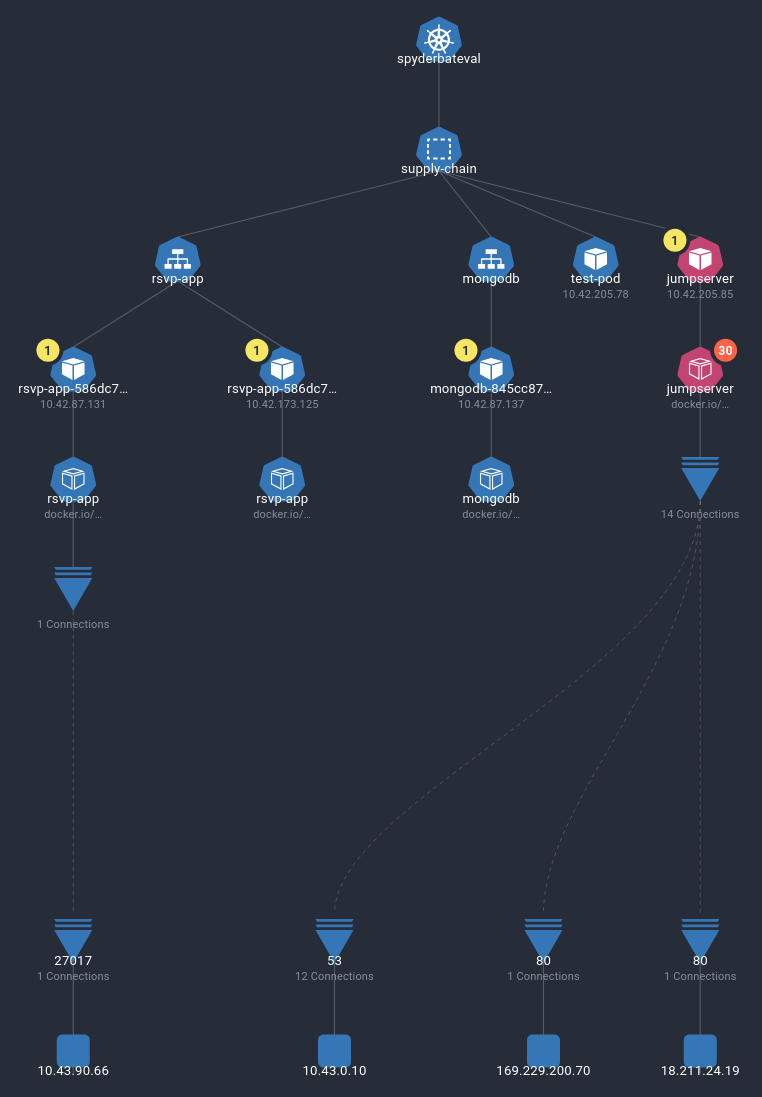 spyderbateval
supply-chain
1
rsvp-app
mongodb
test-pod
jumpserver
10.42.205.78
10.42.205.85
1
1
1
30
rsvp-app-586dc7...
rsvp-app-586dc7...
mongodb-845cc87...
jumpserver
10.42.87.131
10.42.173.125
10.42.87.137
docker.io/...
rsvp-app
rsvp-app
mongodb
docker.io/...
docker.io/...
docker.io/...
14 Connections
1 Connections
27017
53
80
80
1 Connections
12 Connections
1 Connections
1 Connections
10.43.90.66
10.43.0.10
169.229.200.70
18.211.24.19